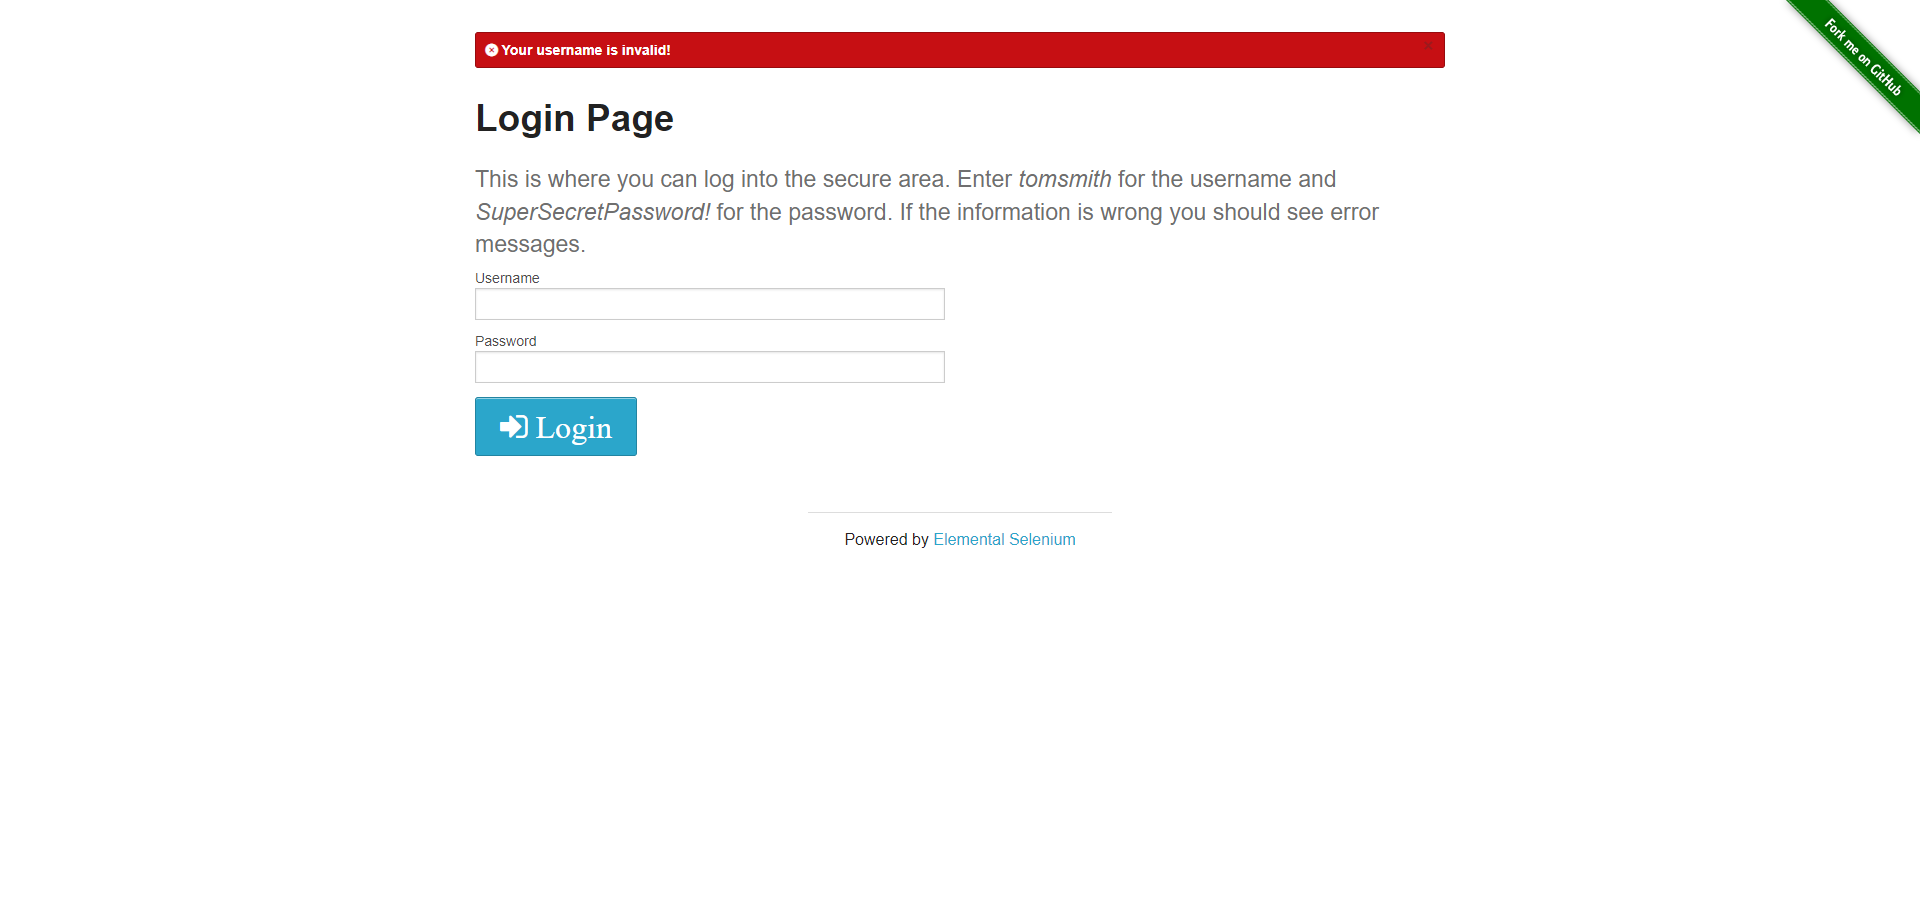 Your username is invalid!
×
Fork me on GitHub
Login Page
This is where you can log into the secure area. Enter tomsmith for the username and
SuperSecretPassword! for the password. If the information is wrong you should see error
messages.
Username
Password
Login
Powered by Elemental Selenium